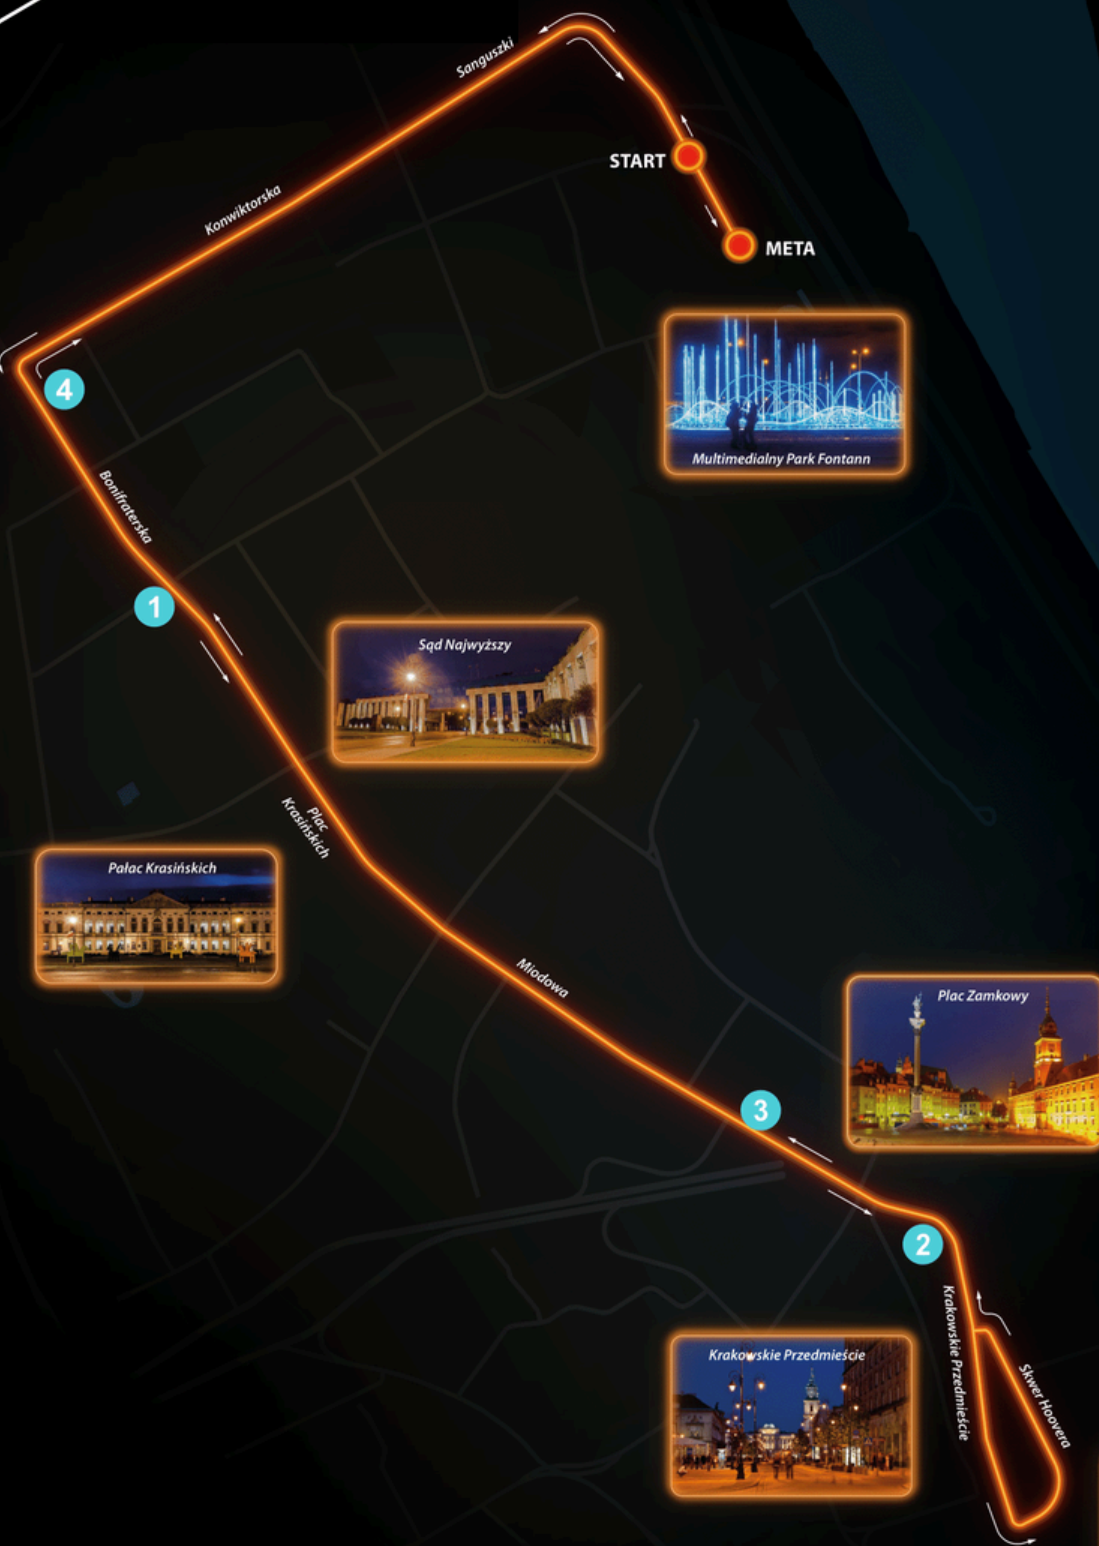 Sanguszki
START
Konwiktorska
META
4
Multimedialny Park Fontann
Bonifraterska
1
Sąd Najwyższy
Plac
Krasińskich
Pałac Krasińskich
Miodowa
Plac Zamkowy
3
2
Krakowskie Przedmieście
Krakowskie Przedmieście
Skwer Hoovera